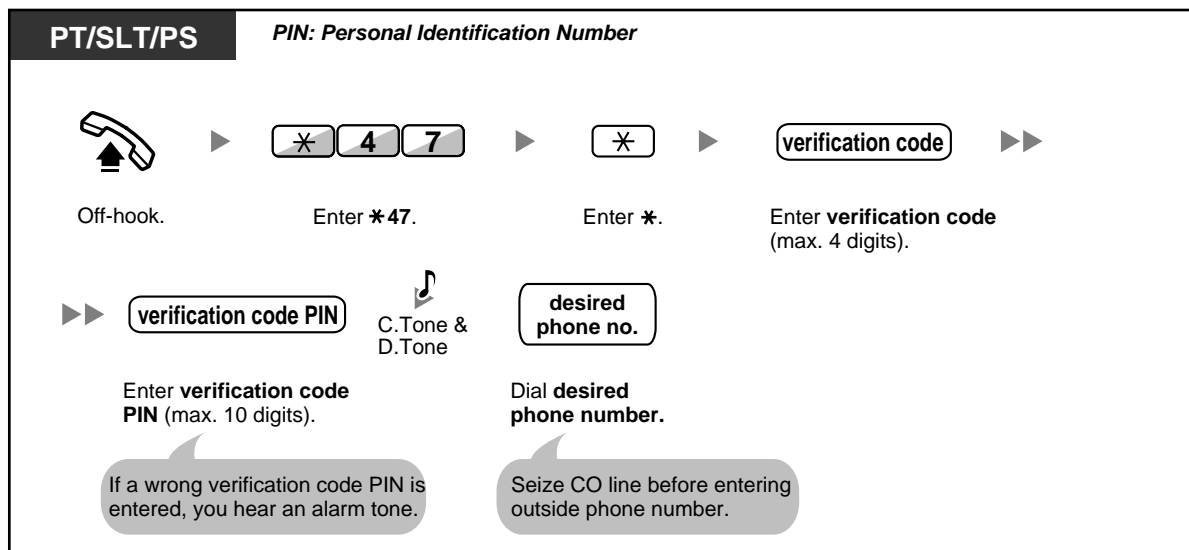 PT/SLT/PS
PIN: Personal Identification Number
* 4 7
*
verification code
Off-hook.
Enter *47.
Enter *.
Enter verification code
(max. 4 digits).
verification code PIN
C.Tone &
D.Tone
desired
phone no.
Enter verification code
PIN (max. 10 digits).
Dial desired
phone number.
If a wrong verification code PIN is
entered, you hear an alarm tone.
Seize CO line before entering
outside phone number.